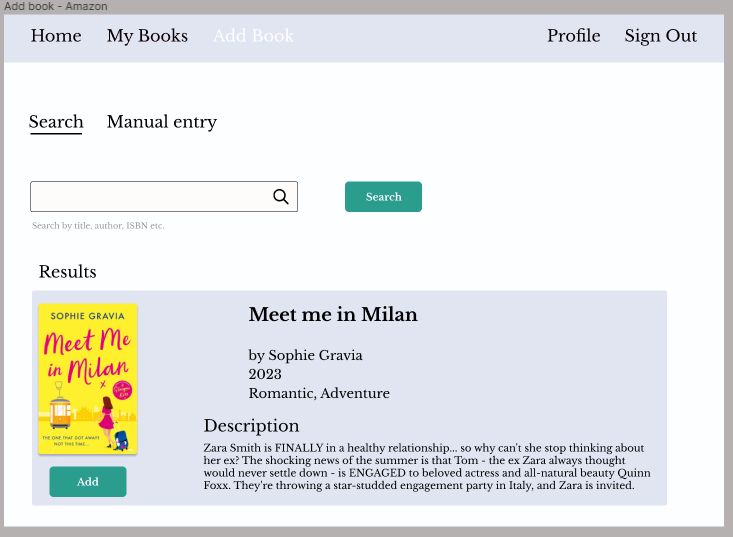 Add book - Amazon
Home My Books Add Book Profile Sign Out
Search Manual entry
Search
Search by title, author, ISBN etc.
Results
SOPHIE GRAVIA
Meet Me
in Milan
x
THE ONE THAT GOT AWAY
NOT THIS TIME...
Add
Meet me in Milan
by Sophie Gravia
2023
Romantic, Adventure
Description
Zara Smith is FINALLY in a healthy relationship... so why can't she stop thinking about
her ex? The shocking news of the summer is that Tom - the ex Zara always thought
would never settle down - is ENGAGED to beloved actress and all-natural beauty Quinn
Foxx. They're throwing a star-studded engagement party in Italy, and Zara is invited.